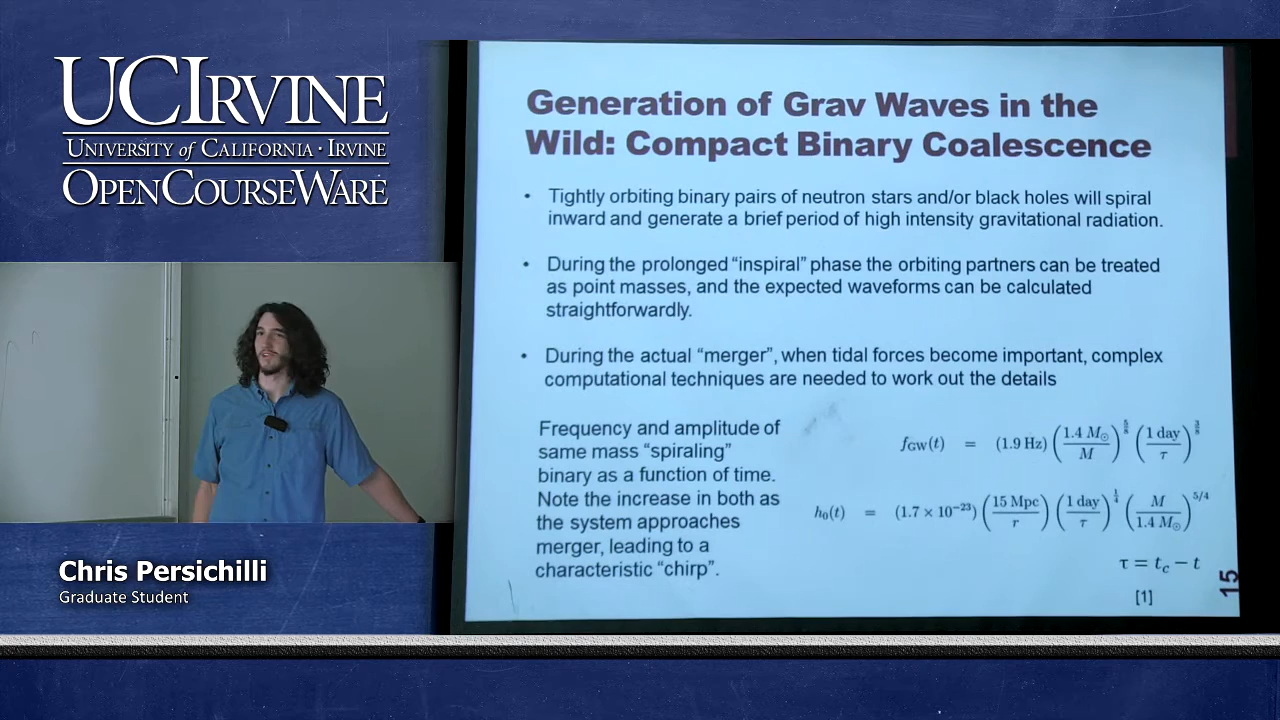 UCIRVINE
UNIVERSITY of CALIFORNIA · IRVINE
OPENCOURSEWARE
Chris Persichilli
Graduate Student
Generation of Grav Waves in the
Wild: Compact Binary Coalescence
• Tightly orbiting binary pairs of neutron stars and/or black holes will spiral
inward and generate a brief period of high intensity gravitational radiation.
• During the prolonged “inspiral” phase the orbiting partners can be treated
as point masses, and the expected waveforms can be calculated
straightforwardly.
• During the actual “merger”, when tidal forces become important, complex
computational techniques are needed to work out the details
Frequency and amplitude of
same mass “spiraling”
binary as a function of time.
Note the increase in both as
the system approaches
merger, leading to a
characteristic “chirp”.
f_GW(t) = (1.9 Hz) (1.4 M⊙/M)^(5/8) (1 day/τ)^(3/8)
h₀(t) = (1.7 × 10⁻²³) (15 Mpc/r) (1 day/τ)^(1/4) (M/1.4 M⊙)^(5/4)
τ = t_c − t
[1]
15